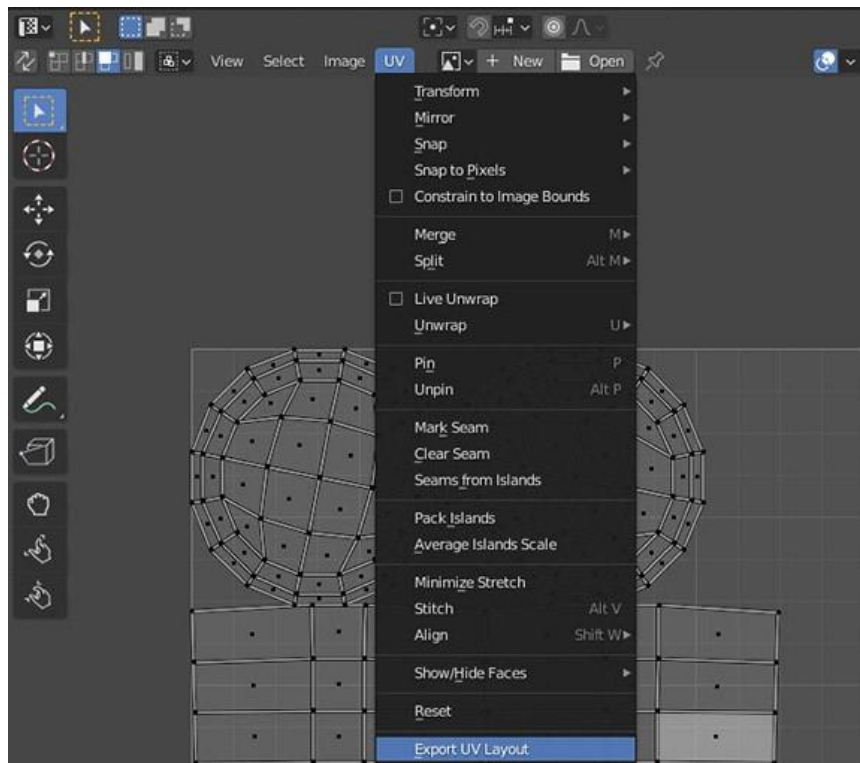 View Select Image UV + New Open
Transform
Mirror
Snap
Snap to Pixels
Constrain to Image Bounds
Merge M
Split Alt M
Live Unwrap
Unwrap U
Pin P
Unpin Alt P
Mark Seam
Clear Seam
Seams from Islands
Pack Islands
Average Islands Scale
Minimize Stretch
Stitch Alt V
Align Shift W
Show/Hide Faces
Reset
Export UV Layout